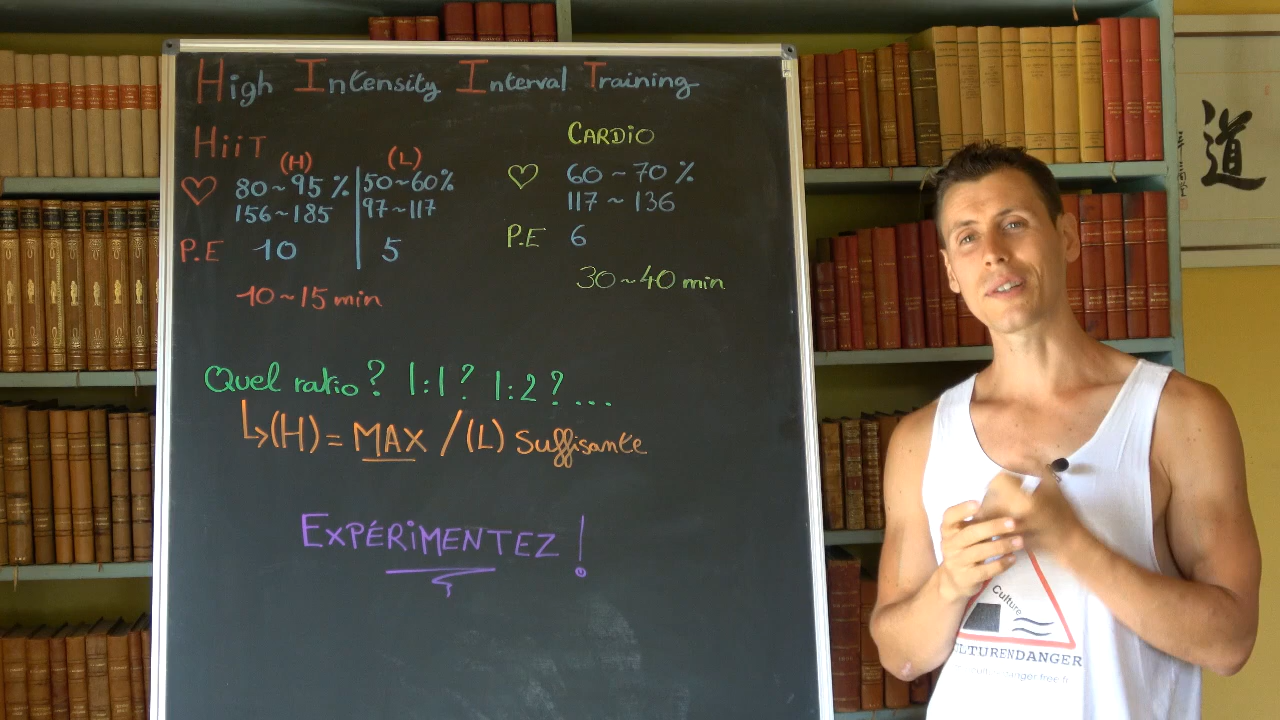 High Intensity Interval Training
HiiT
(H) (L)
♡ 80~95% 50~60%
156~185 97~117
P.E 10 5
10~15 min
CARDIO
♡ 60~70%
117~136
P.E 6
30~40 min
Quel ratio? 1:1? 1:2?...
↳(H) = MAX / (L) Suffisante
EXPÉRiMENTEZ!
道
Culture
LTURENDANGER